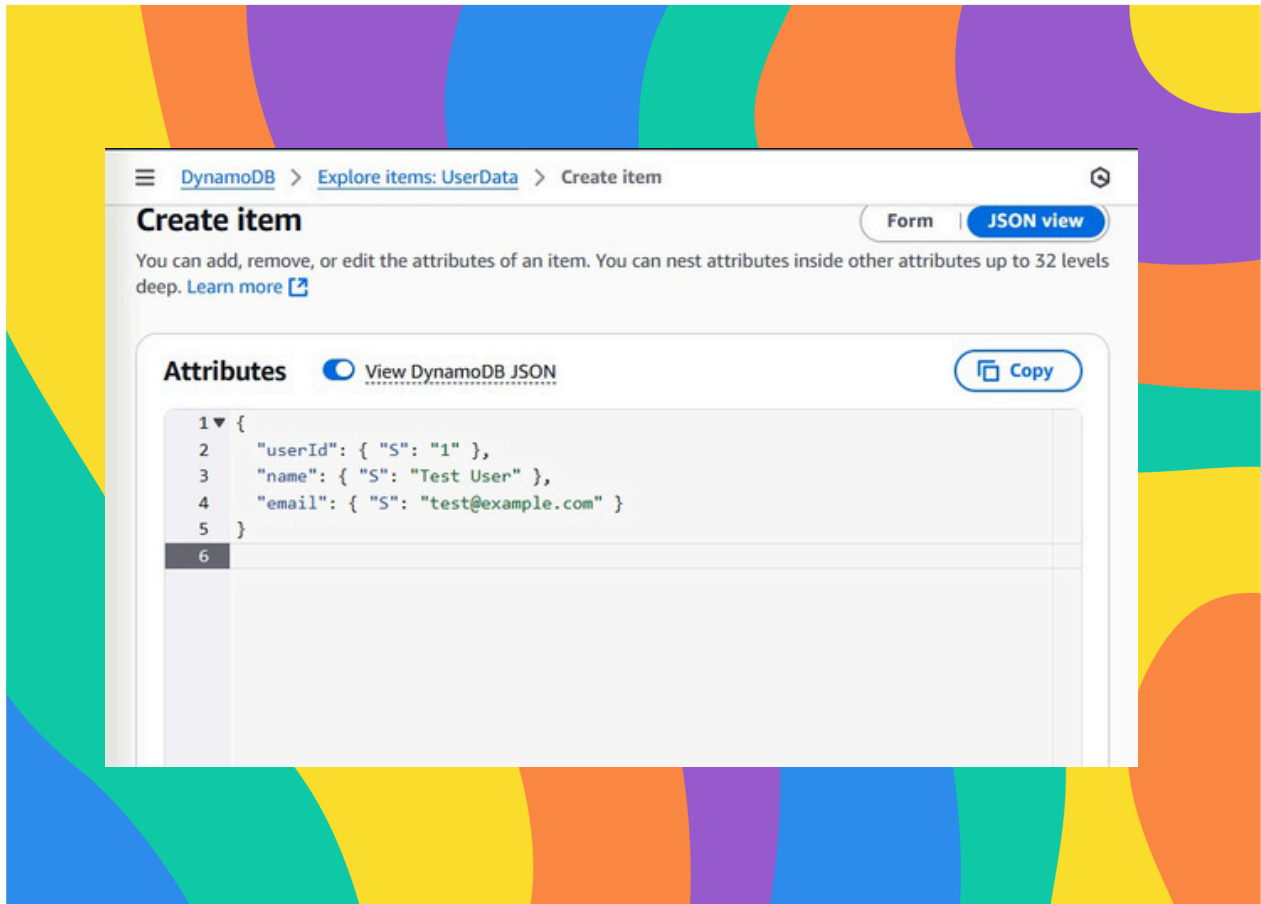 DynamoDB > Explore items: UserData > Create item
Create item
Form | JSON view
You can add, remove, or edit the attributes of an item. You can nest attributes inside other attributes up to 32 levels
deep. Learn more
Attributes View DynamoDB JSON Copy
1 {
2 "userId": { "S": "1" },
3 "name": { "S": "Test User" },
4 "email": { "S": "test@example.com" }
5 }
6